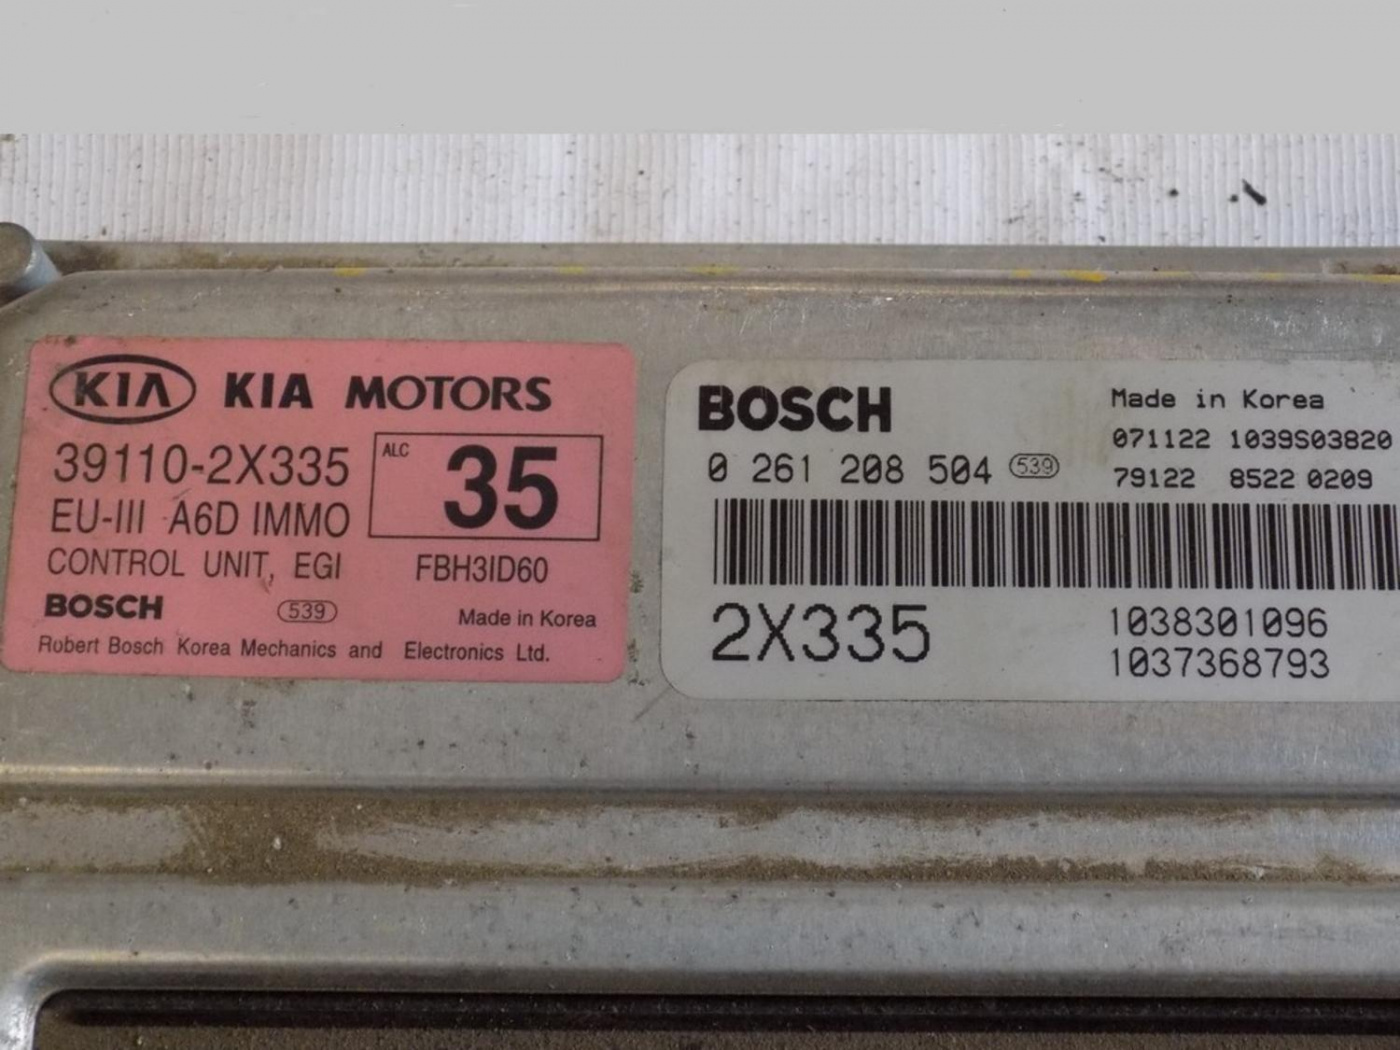 KIA KIA MOTORS
39110-2X335
ALC
35
EU-III A6D IMMO
CONTROL UNIT, EGI FBH3ID60
BOSCH 539 Made in Korea
Robert Bosch Korea Mechanics and Electronics Ltd.
BOSCH
Made in Korea
0 261 208 504 539
071122 1039S03820
79122 8522 0209
2X335
1038301096
1037368793